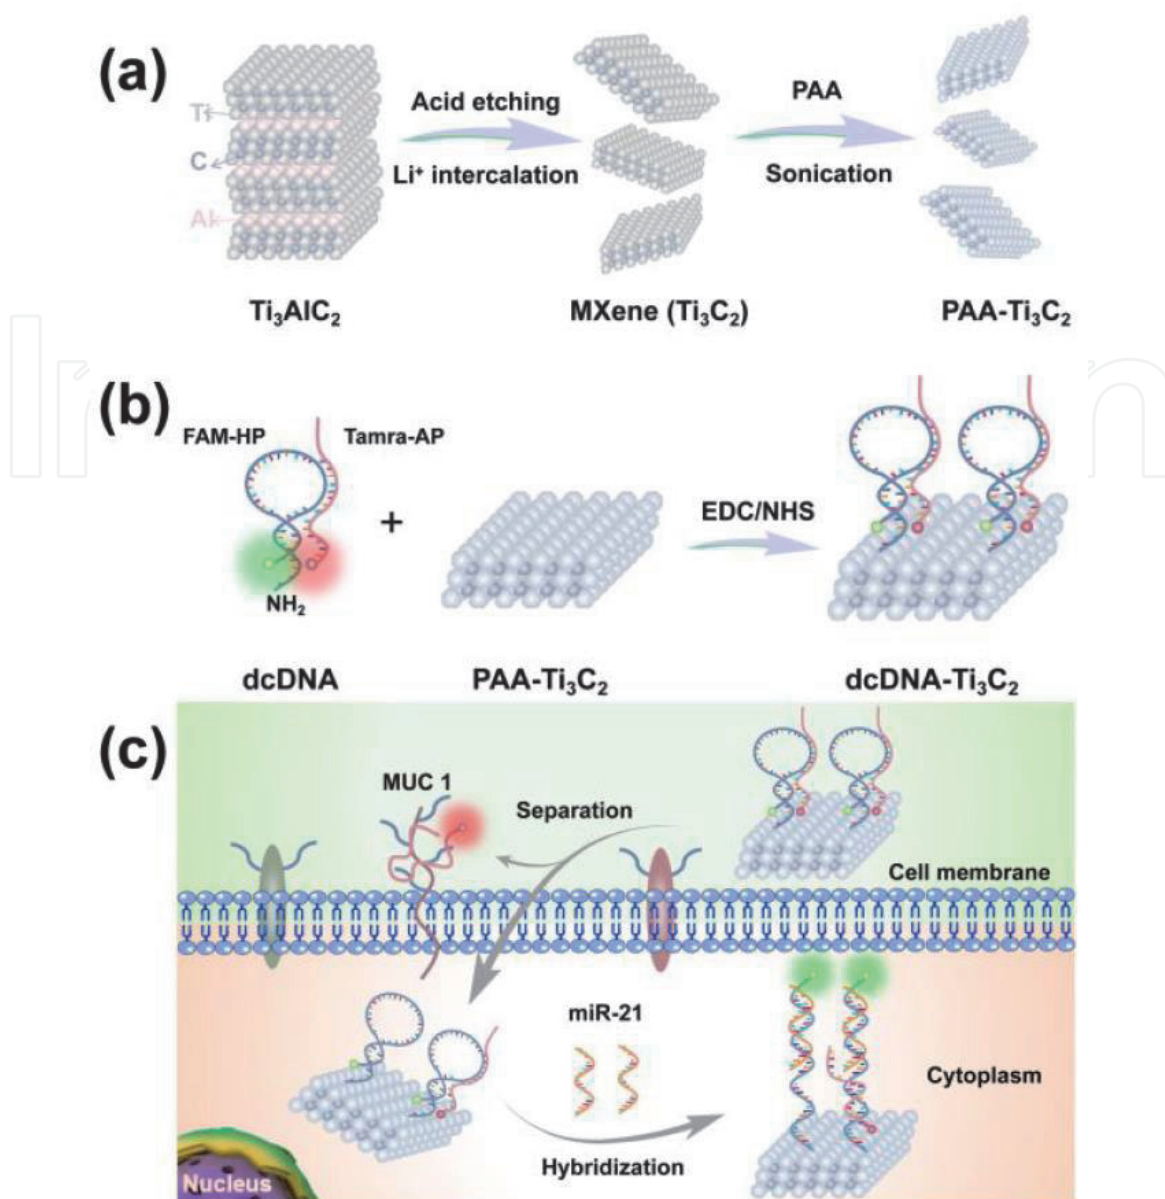 (a)
Ti
C
Al
Acid etching
Li⁺ intercalation
PAA
Sonication
Ti₃AlC₂
MXene (Ti₃C₂)
PAA-Ti₃C₂
(b)
FAM-HP
Tamra-AP
+
NH₂
EDC/NHS
dcDNA
PAA-Ti₃C₂
dcDNA-Ti₃C₂
(c)
MUC 1
Separation
Cell membrane
miR-21
Cytoplasm
Hybridization
Nucleus